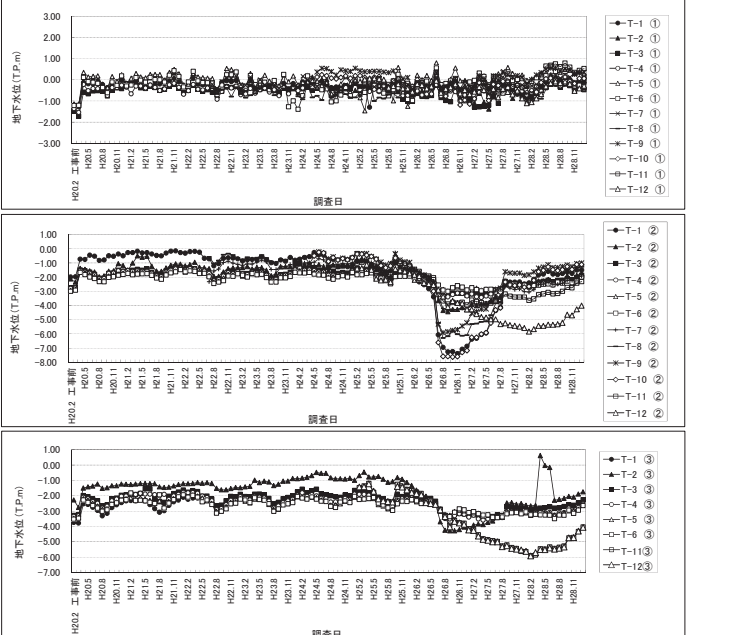 3.00
2.00
1.00
0.00
-1.00
-2.00
-3.00
地下水位(T.P.m)
H20.2 工事前
H20.5
H20.8
H20.11
H21.2
H21.5
H21.8
H21.11
H22.2
H22.5
H22.8
H22.11
H23.2
H23.5
H23.8
H23.11
H24.2
H24.5
H24.8
H24.11
H25.2
H25.5
H25.8
H25.11
H26.2
H26.5
H26.8
H26.11
H27.2
H27.5
H27.8
H27.11
H28.2
H28.5
H28.8
H28.11
調査日
T-1 ①
T-2 ①
T-3 ①
T-4 ①
T-5 ①
T-6 ①
T-7 ①
T-8 ①
T-9 ①
T-10 ①
T-11 ①
T-12 ①
1.00
0.00
-1.00
-2.00
-3.00
-4.00
-5.00
-6.00
-7.00
-8.00
地下水位(T.P.m)
H20.2 工事前
H20.5
H20.8
H20.11
H21.2
H21.5
H21.8
H21.11
H22.2
H22.5
H22.8
H22.11
H23.2
H23.5
H23.8
H23.11
H24.2
H24.5
H24.8
H24.11
H25.2
H25.5
H25.8
H25.11
H26.2
H26.5
H26.8
H26.11
H27.2
H27.5
H27.8
H27.11
H28.2
H28.5
H28.8
H28.11
調査日
T-1 ②
T-2 ②
T-3 ②
T-4 ②
T-5 ②
T-6 ②
T-7 ②
T-8 ②
T-9 ②
T-10 ②
T-11 ②
T-12 ②
1.00
0.00
-1.00
-2.00
-3.00
-4.00
-5.00
-6.00
-7.00
地下水位(T.P.m)
H20.2 工事前
H20.5
H20.8
H20.11
H21.2
H21.5
H21.8
H21.11
H22.2
H22.5
H22.8
H22.11
H23.2
H23.5
H23.8
H23.11
H24.2
H24.5
H24.8
H24.11
H25.2
H25.5
H25.8
H25.11
H26.2
H26.5
H26.8
H26.11
H27.2
H27.5
H27.8
H27.11
H28.2
H28.5
H28.8
H28.11
調査日
T-1 ③
T-2 ③
T-3 ③
T-4 ③
T-5 ③
T-6 ③
T-11③
T-12③